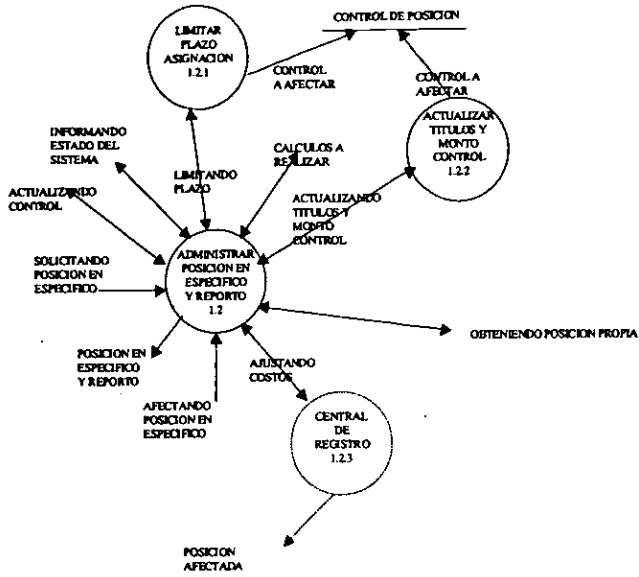 LIMITAR
PLAZO
ASIGNACION
1.2.1
CONTROL DE POSICION
CONTROL
A AFECTAR
CONTROL A
AFECTAR
ACTUALIZAR
TITULOS Y
MONTO
CONTROL
1.2.2
INFORMANDO
ESTADO DEL
SISTEMA
CALCULOS A
REALIZAR
LIMITANDO
PLAZO
ACTUALIZANDO
CONTROL
ACTUALIZANDO
TITULOS Y
MONTO
CONTROL
SOLICITANDO
POSICION EN
ESPECIFICO
ADMINISTRAR
POSICION EN
ESPECIFICO
Y REPORTO
1.2
OBTENIENDO POSICION PROPIA
POSICION EN
ESPECIFICO
Y REPORTO
AJUSTANDO
COSTOS
AFECTANDO
POSICION EN
ESPECIFICO
CENTRAL
DE
REGISTRO
1.2.3
POSICION
AFECTADA